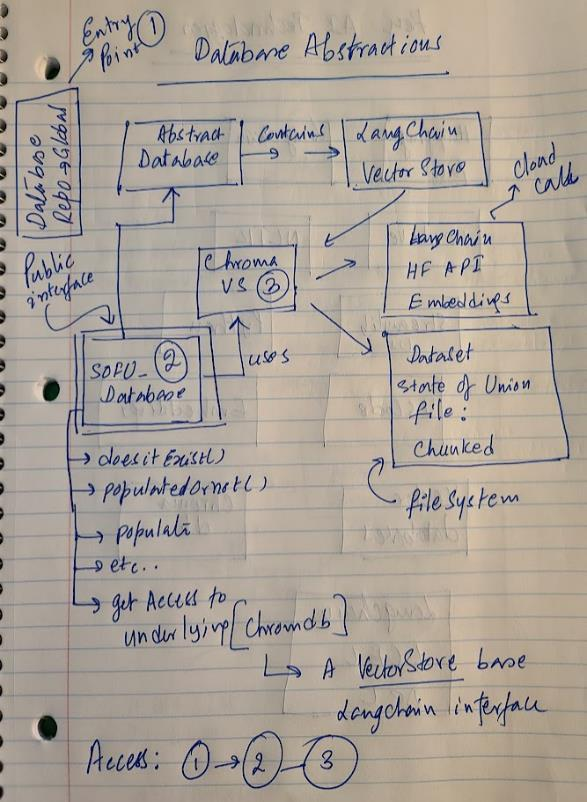 Database Abstractions
Entry
Point
1
Database
Repo → Global
Abstract
Database
Contains
LangChain
Vector Store
Cloud
Calls
Public
interface
Chroma
VS 3
LangChain
HF API
Embeddings
SOFU_ 2
Database
uses
Dataset
State of Union
file:
Chunked
file system
→ doesitExist()
→ populatedOrnot()
→ populate
→ etc..
→ get Access to
underlying [Chromdb]
↳ A VectorStore base
Langchain interface
Access: 1 → 2 – 3